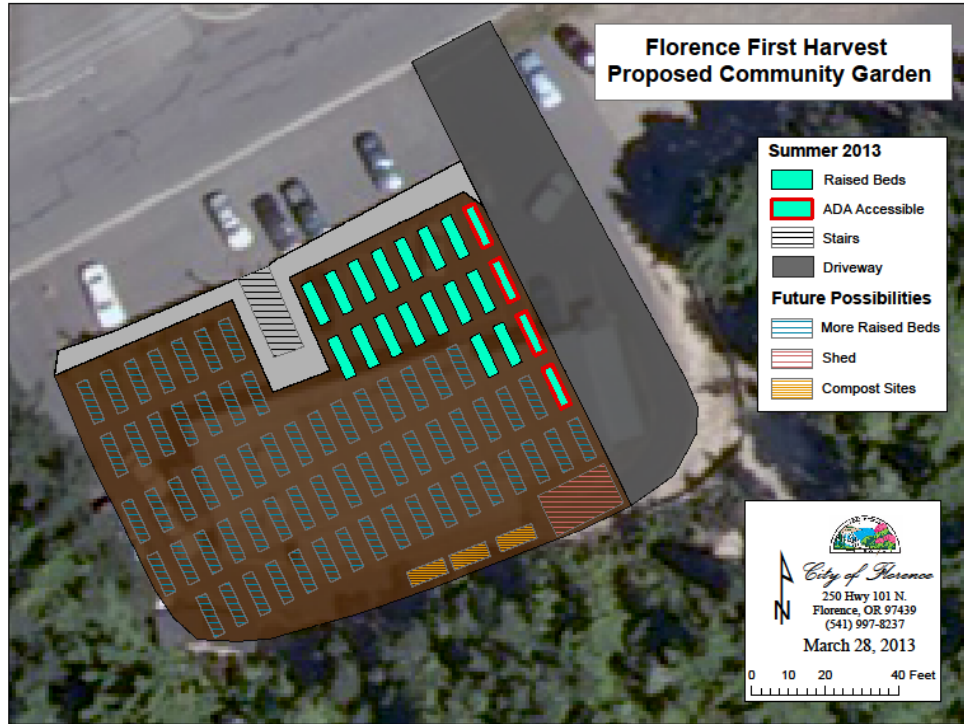 Florence First Harvest
Proposed Community Garden
Summer 2013
Raised Beds
ADA Accessible
Stairs
Driveway
Future Possibilities
More Raised Beds
Shed
Compost Sites
N
City of Florence
250 Hwy 101 N.
Florence, OR 97439
(541) 997-8237
March 28, 2013
0 10 20 40 Feet